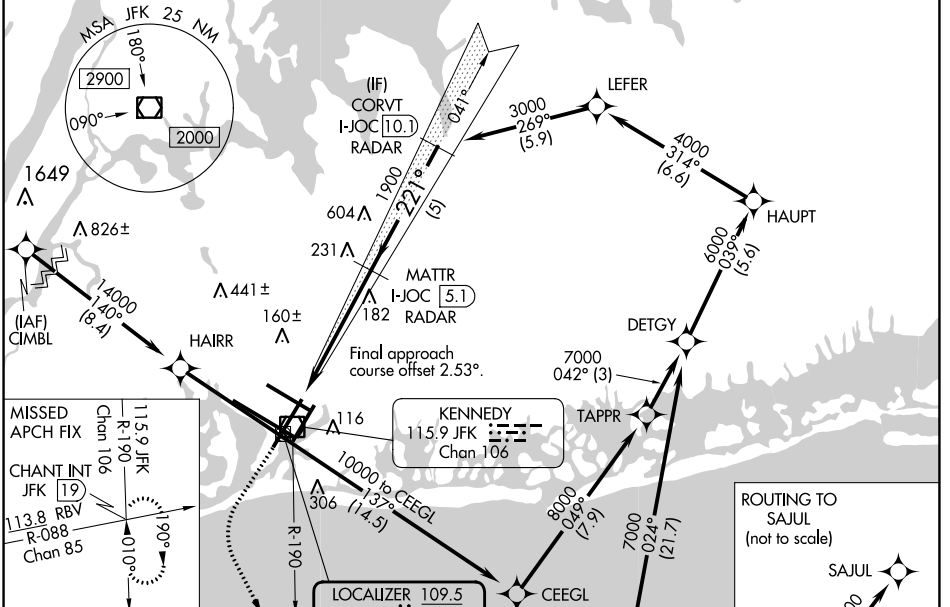 MSA JFK 25 NM
180°
2900
090°
2000
1649
826±
14000
140°
(8.4)
(IAF)
CIMBL
HAIRR
441±
160±
604
231
182
(IF)
CORVT
I-JOC 10.1
RADAR
041°
1900
221°
(5)
MATTR
I-JOC 5.1
RADAR
Final approach
course offset 2.53°.
LEFER
3000
269°
(5.9)
4000
314°
(6.6)
HAUPT
6000
039°
(5.6)
DETGY
7000
042° (3)
TAPPR
116
KENNEDY
115.9 JFK
Chan 106
306
10000 to CEEGL
137°
(14.5)
R-190
8000
049°
(7.9)
7000
024°
(21.7)
CEEGL
LOCALIZER 109.5
MISSED
APCH FIX
115.9 JFK
R-190
Chan 106
CHANT INT
JFK 19
113.8 RBV
R-088
Chan 85
190°
010°
ROUTING TO
SAJUL
(not to scale)
SAJUL